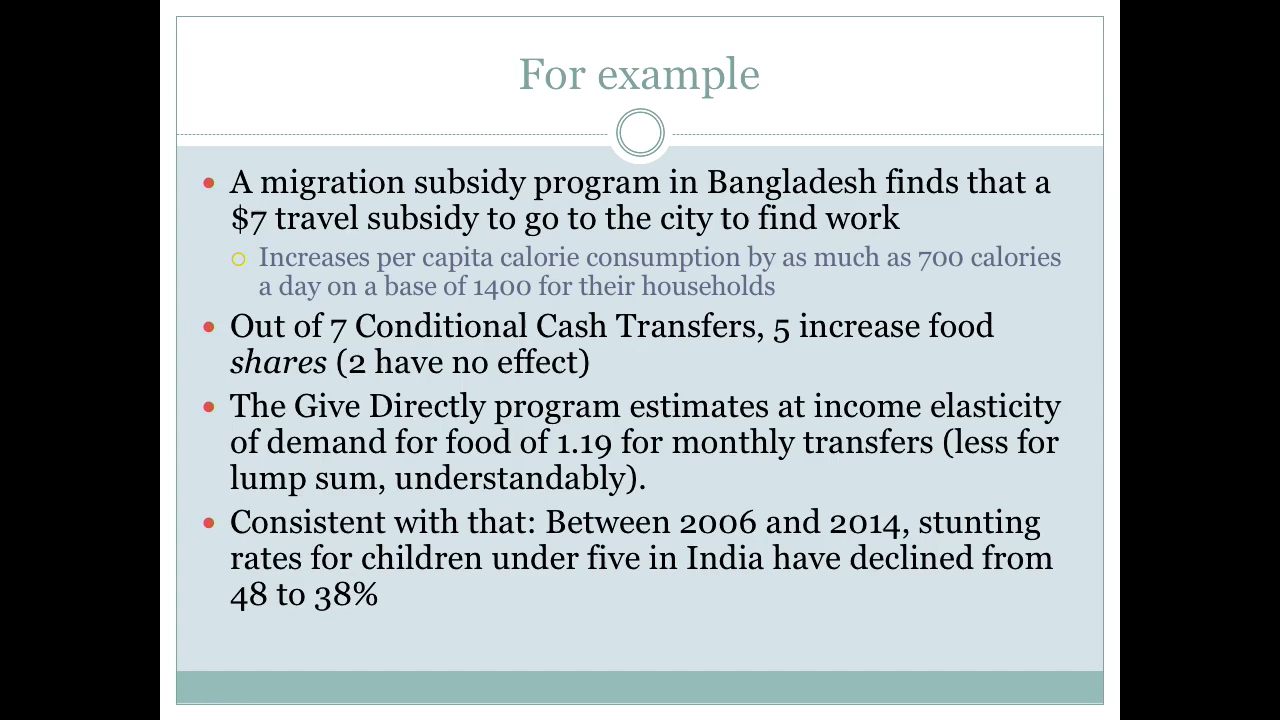 For example
• A migration subsidy program in Bangladesh finds that a
$7 travel subsidy to go to the city to find work
○ Increases per capita calorie consumption by as much as 700 calories
a day on a base of 1400 for their households
• Out of 7 Conditional Cash Transfers, 5 increase food
shares (2 have no effect)
• The Give Directly program estimates at income elasticity
of demand for food of 1.19 for monthly transfers (less for
lump sum, understandably).
• Consistent with that: Between 2006 and 2014, stunting
rates for children under five in India have declined from
48 to 38%